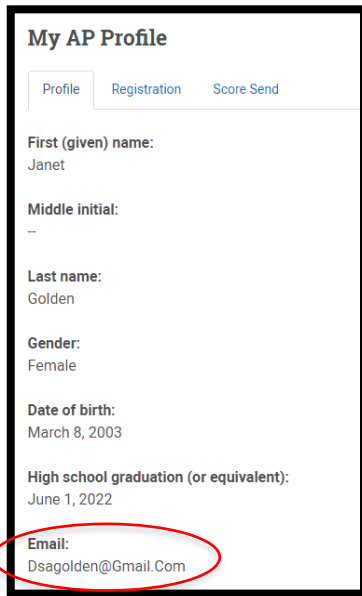 My AP Profile
Profile Registration Score Send
First (given) name:
Janet
Middle initial:
--
Last name:
Golden
Gender:
Female
Date of birth:
March 8, 2003
High school graduation (or equivalent):
June 1, 2022
Email:
Dsagolden@Gmail.Com